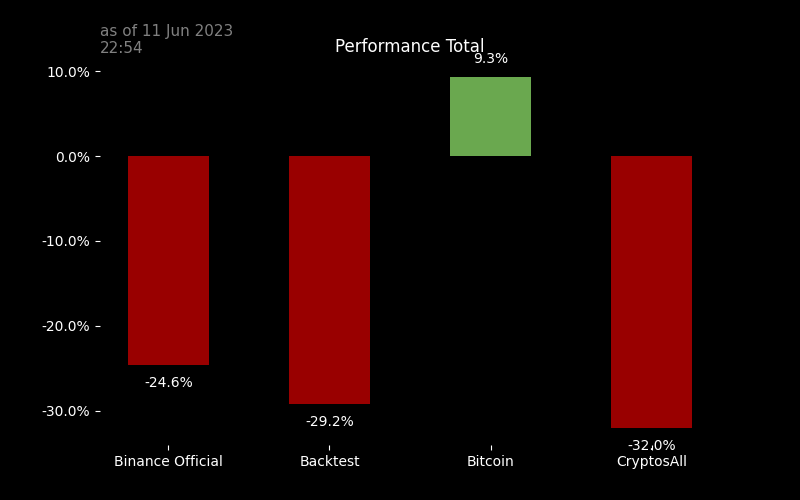 as of 11 Jun 2023
22:54
Performance Total
9.3%
10.0%
0.0%
-10.0%
-20.0%
-30.0%
-24.6%
-29.2%
-32.0%
Binance Official
Backtest
Bitcoin
CryptosAll